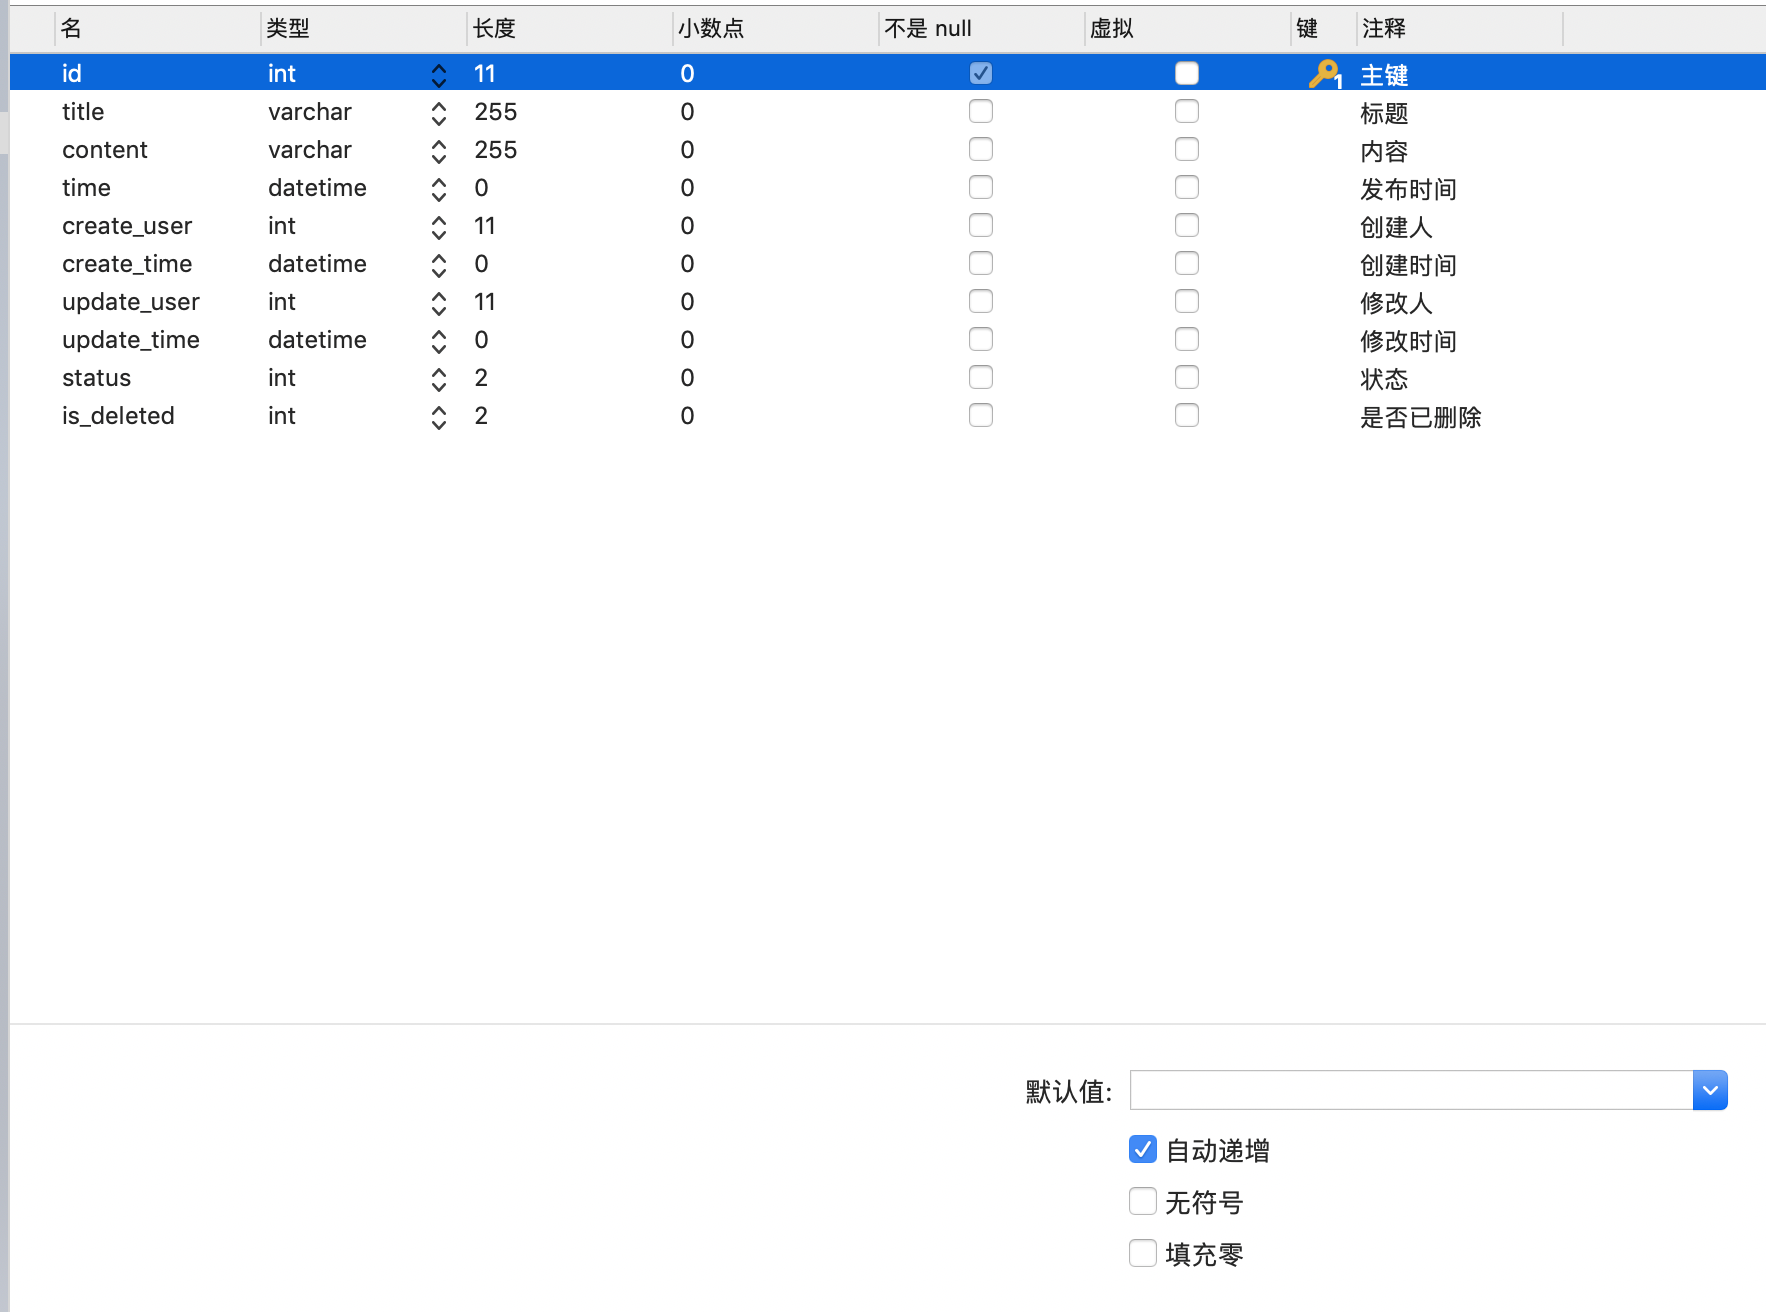 名 类型 长度 小数点 不是 null 虚拟 键 注释
id int 11 0 1 主键
title varchar 255 0 标题
content varchar 255 0 内容
time datetime 0 0 发布时间
create_user int 11 0 创建人
create_time datetime 0 0 创建时间
update_user int 11 0 修改人
update_time datetime 0 0 修改时间
status int 2 0 状态
is_deleted int 2 0 是否已删除
默认值:
自动递增
无符号
填充零